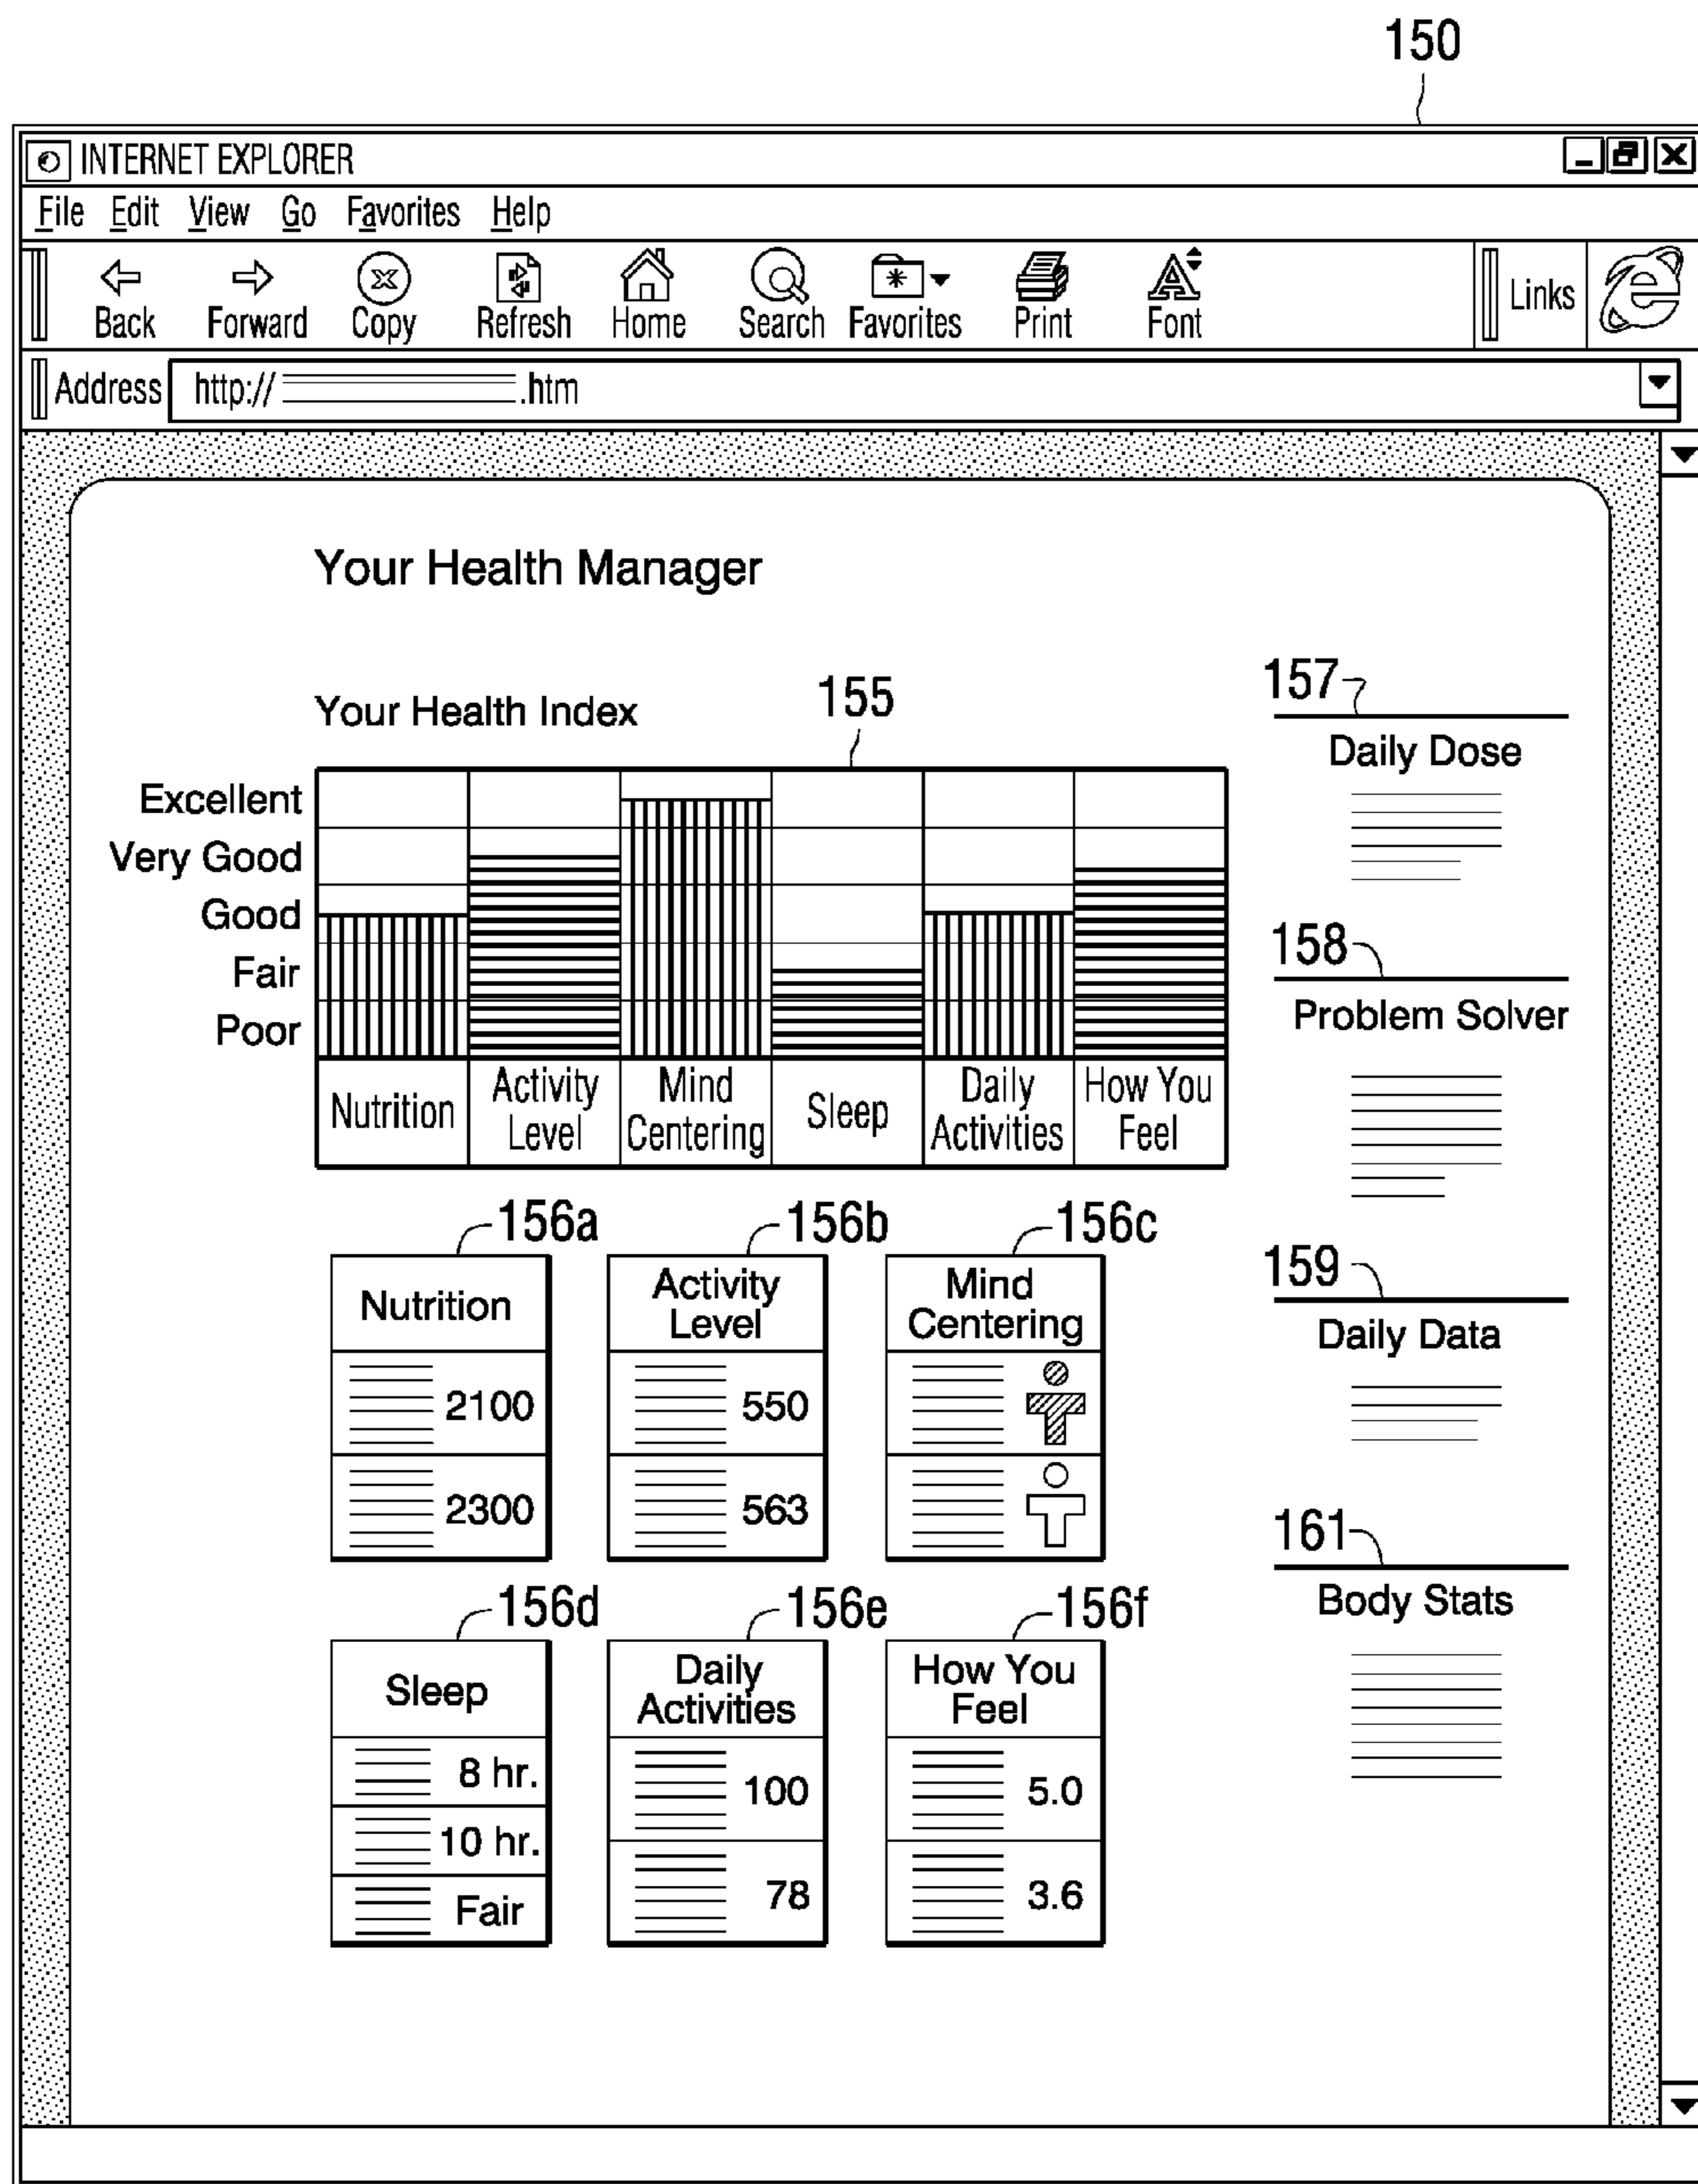 150
INTERNET EXPLORER
File Edit View Go Favorites Help
Back Forward Copy Refresh Home Search Favorites Print Font Links
Address http:// .htm
Your Health Manager
Your Health Index
155
Excellent
Very Good
Good
Fair
Poor
Nutrition
Activity
Level
Mind
Centering
Sleep
Daily
Activities
How You
Feel
156a
Nutrition
2100
2300
156b
Activity
Level
550
563
156c
Mind
Centering
156d
Sleep
8 hr.
10 hr.
Fair
156e
Daily
Activities
100
78
156f
How You
Feel
5.0
3.6
157
Daily Dose
158
Problem Solver
159
Daily Data
161
Body Stats